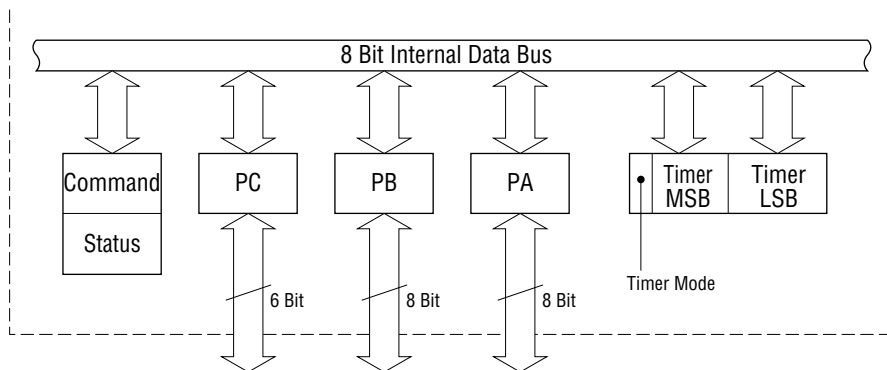 8 Bit Internal Data Bus
Command
Status
PC
PB
PA
Timer
MSB
Timer
LSB
Timer Mode
6 Bit
8 Bit
8 Bit